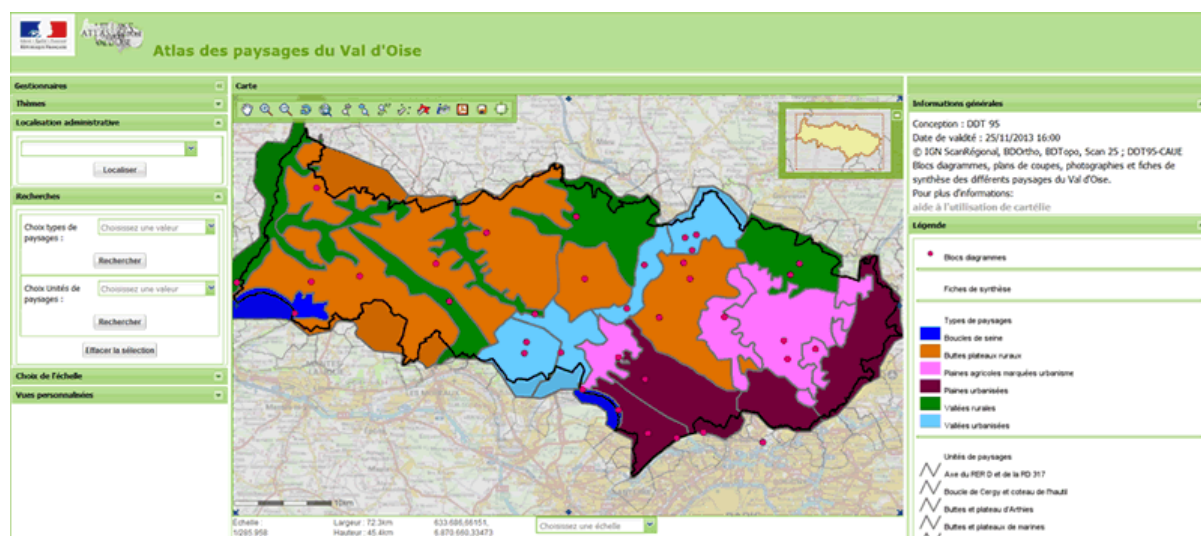 Atlas des paysages du Val d'Oise
Gestionnaires
Thèmes
Localisation administrative
Localiser
Recherches
Choix types de paysages :
Choisissez une valeur
Rechercher
Choix Unités de paysages :
Choisissez une valeur
Rechercher
Effacer la sélection
Choix de l'échelle
Vues personnalisées
Carte
10km
Echelle :
1/285.958
Largeur : 72.3km
Hauteur : 45.4km
633.686,66151,
6.870.660,33473
Choisissez une échelle
Informations générales
Conception : DDT 95
Date de validité : 25/11/2013 16:00
© IGN ScanRégional, BDOrtho, BDTopo, Scan 25 ; DDT95-CAUE
Blocs diagrammes, plans de coupes, photographies et fiches de
synthèse des différents paysages du Val d'Oise.
Pour plus d'informations:
aide à l'utilisation de cartélie
Légende
Blocs diagrammes
Fiches de synthèse
Types de paysages
Boucles de seine
Buttes plateaux ruraux
Plaines agricoles marquées urbanisme
Plaines urbanisées
Vallées rurales
Vallées urbanisées
Unités de paysages
Axe du RER D et de la RD 317
Boucle de Cergy et coteau de l'hautil
Buttes et plateau d'Arthies
Buttes et plateaux de marines